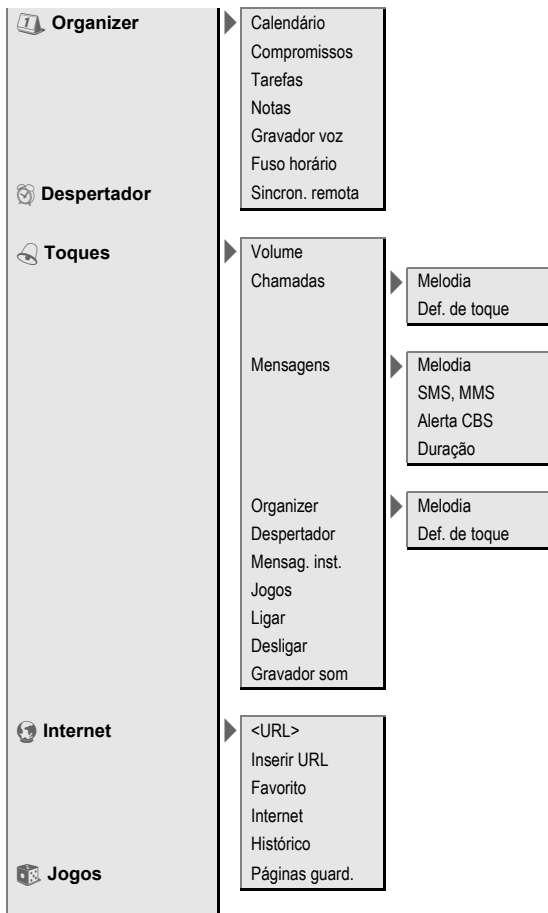 Organizer
Calendário
Compromissos
Tarefas
Notas
Gravador voz
Fuso horário
Despertador
Sincron. remota
Toques
Volume
Chamadas
Melodia
Def. de toque
Mensagens
Melodia
SMS, MMS
Alerta CBS
Duração
Organizer
Melodia
Despertador
Def. de toque
Mensag. inst.
Jogos
Ligar
Desligar
Gravador som
Internet
<URL>
Inserir URL
Favorito
Internet
Histórico
Jogos
Páginas guard.